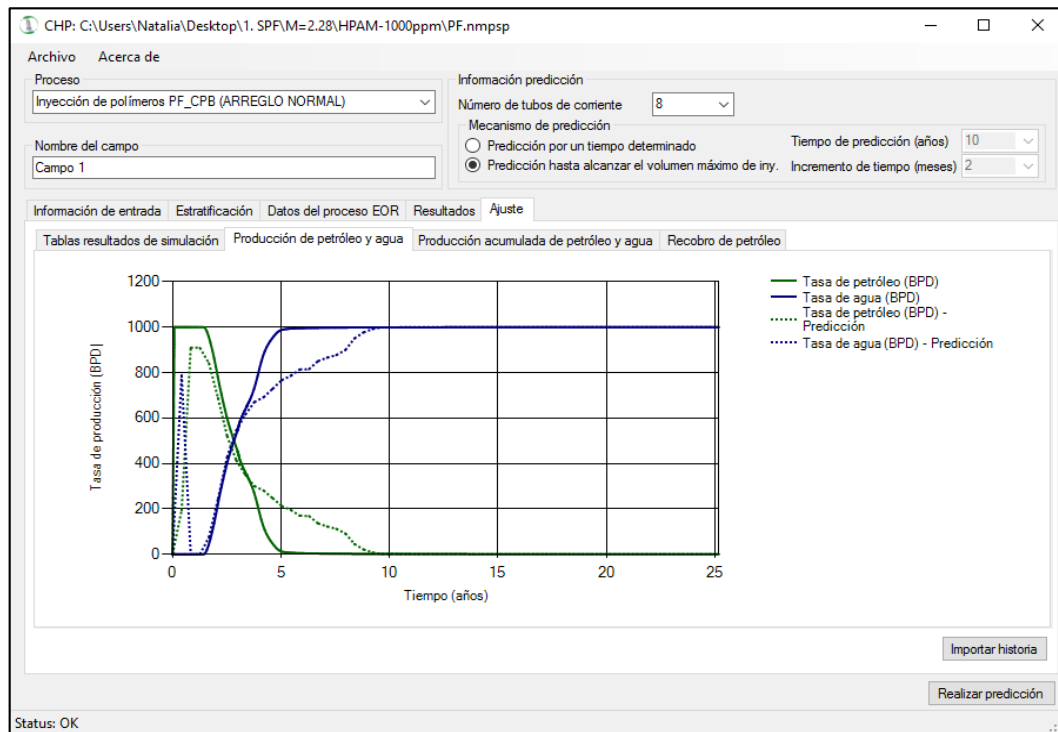 CHP: C:\Users\Natalia\Desktop\1. SPF\M=2.28\HPAM-1000ppm\PF.nmpsp
Archivo Acerca de
Proceso
Inyección de polímeros PF_CPB (ARREGLO NORMAL)
Nombre del campo
Campo 1
Información predicción
Número de tubos de corriente 8
Mecanismo de predicción
Predicción por un tiempo determinado
Predicción hasta alcanzar el volumen máximo de iny.
Tiempo de predicción (años) 10
Incremento de tiempo (meses) 2
Información de entrada Estratificación Datos del proceso EOR Resultados Ajuste
Tablas resultados de simulación Producción de petróleo y agua Producción acumulada de petróleo y agua Recobro de petróleo
Tasa de producción [BPD]
1200
1000
800
600
400
200
0
0 5 10 15 20 25
Tiempo (años)
Tasa de petróleo (BPD)
Tasa de agua (BPD)
Tasa de petróleo (BPD) -
Predicción
Tasa de agua (BPD) - Predicción
Importar historia
Realizar predicción
Status: OK